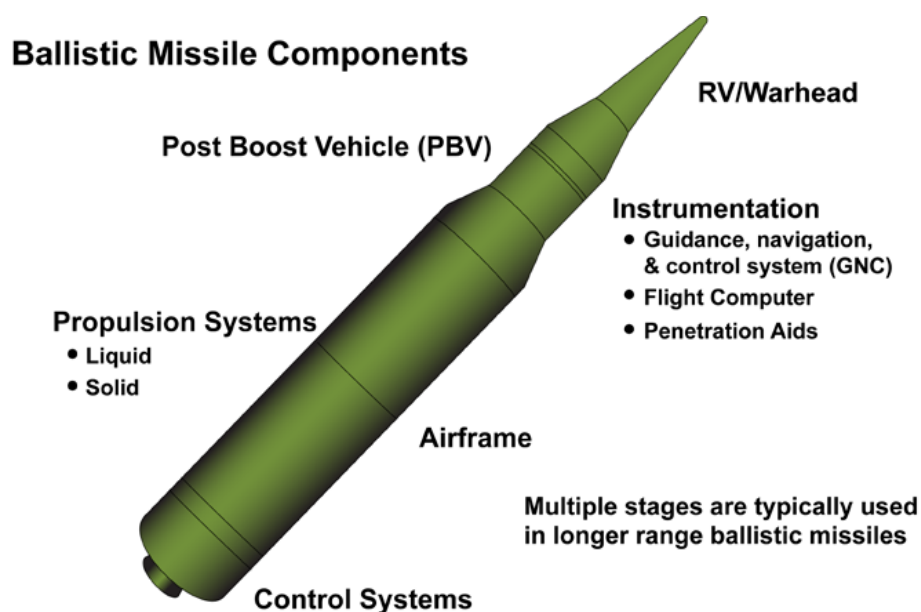 Ballistic Missile Components
RV/Warhead
Post Boost Vehicle (PBV)
Instrumentation
• Guidance, navigation,
& control system (GNC)
• Flight Computer
• Penetration Aids
Propulsion Systems
• Liquid
• Solid
Airframe
Multiple stages are typically used
in longer range ballistic missiles
Control Systems